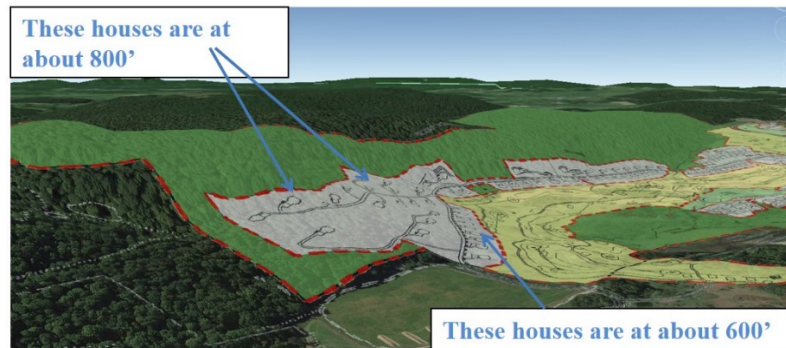 These houses are at
about 800’
These houses are at about 600’